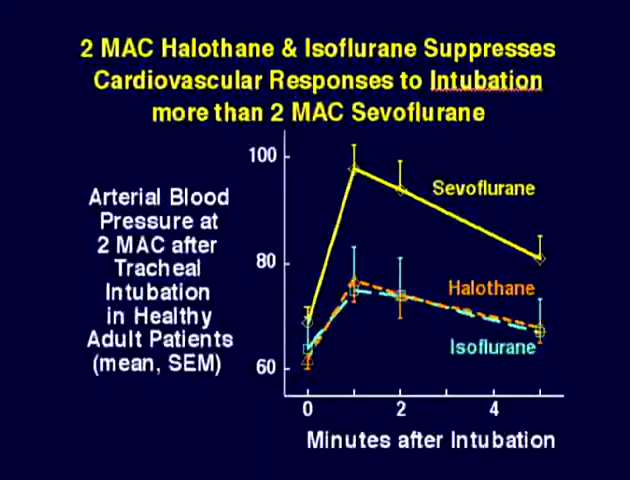 2 MAC Halothane & Isoflurane Suppresses
Cardiovascular Responses to Intubation
more than 2 MAC Sevoflurane
Arterial Blood
Pressure at
2 MAC after
Tracheal
Intubation
in Healthy
Adult Patients
(mean, SEM)
100
80
60
Sevoflurane
Halothane
Isoflurane
0 2 4
Minutes after Intubation